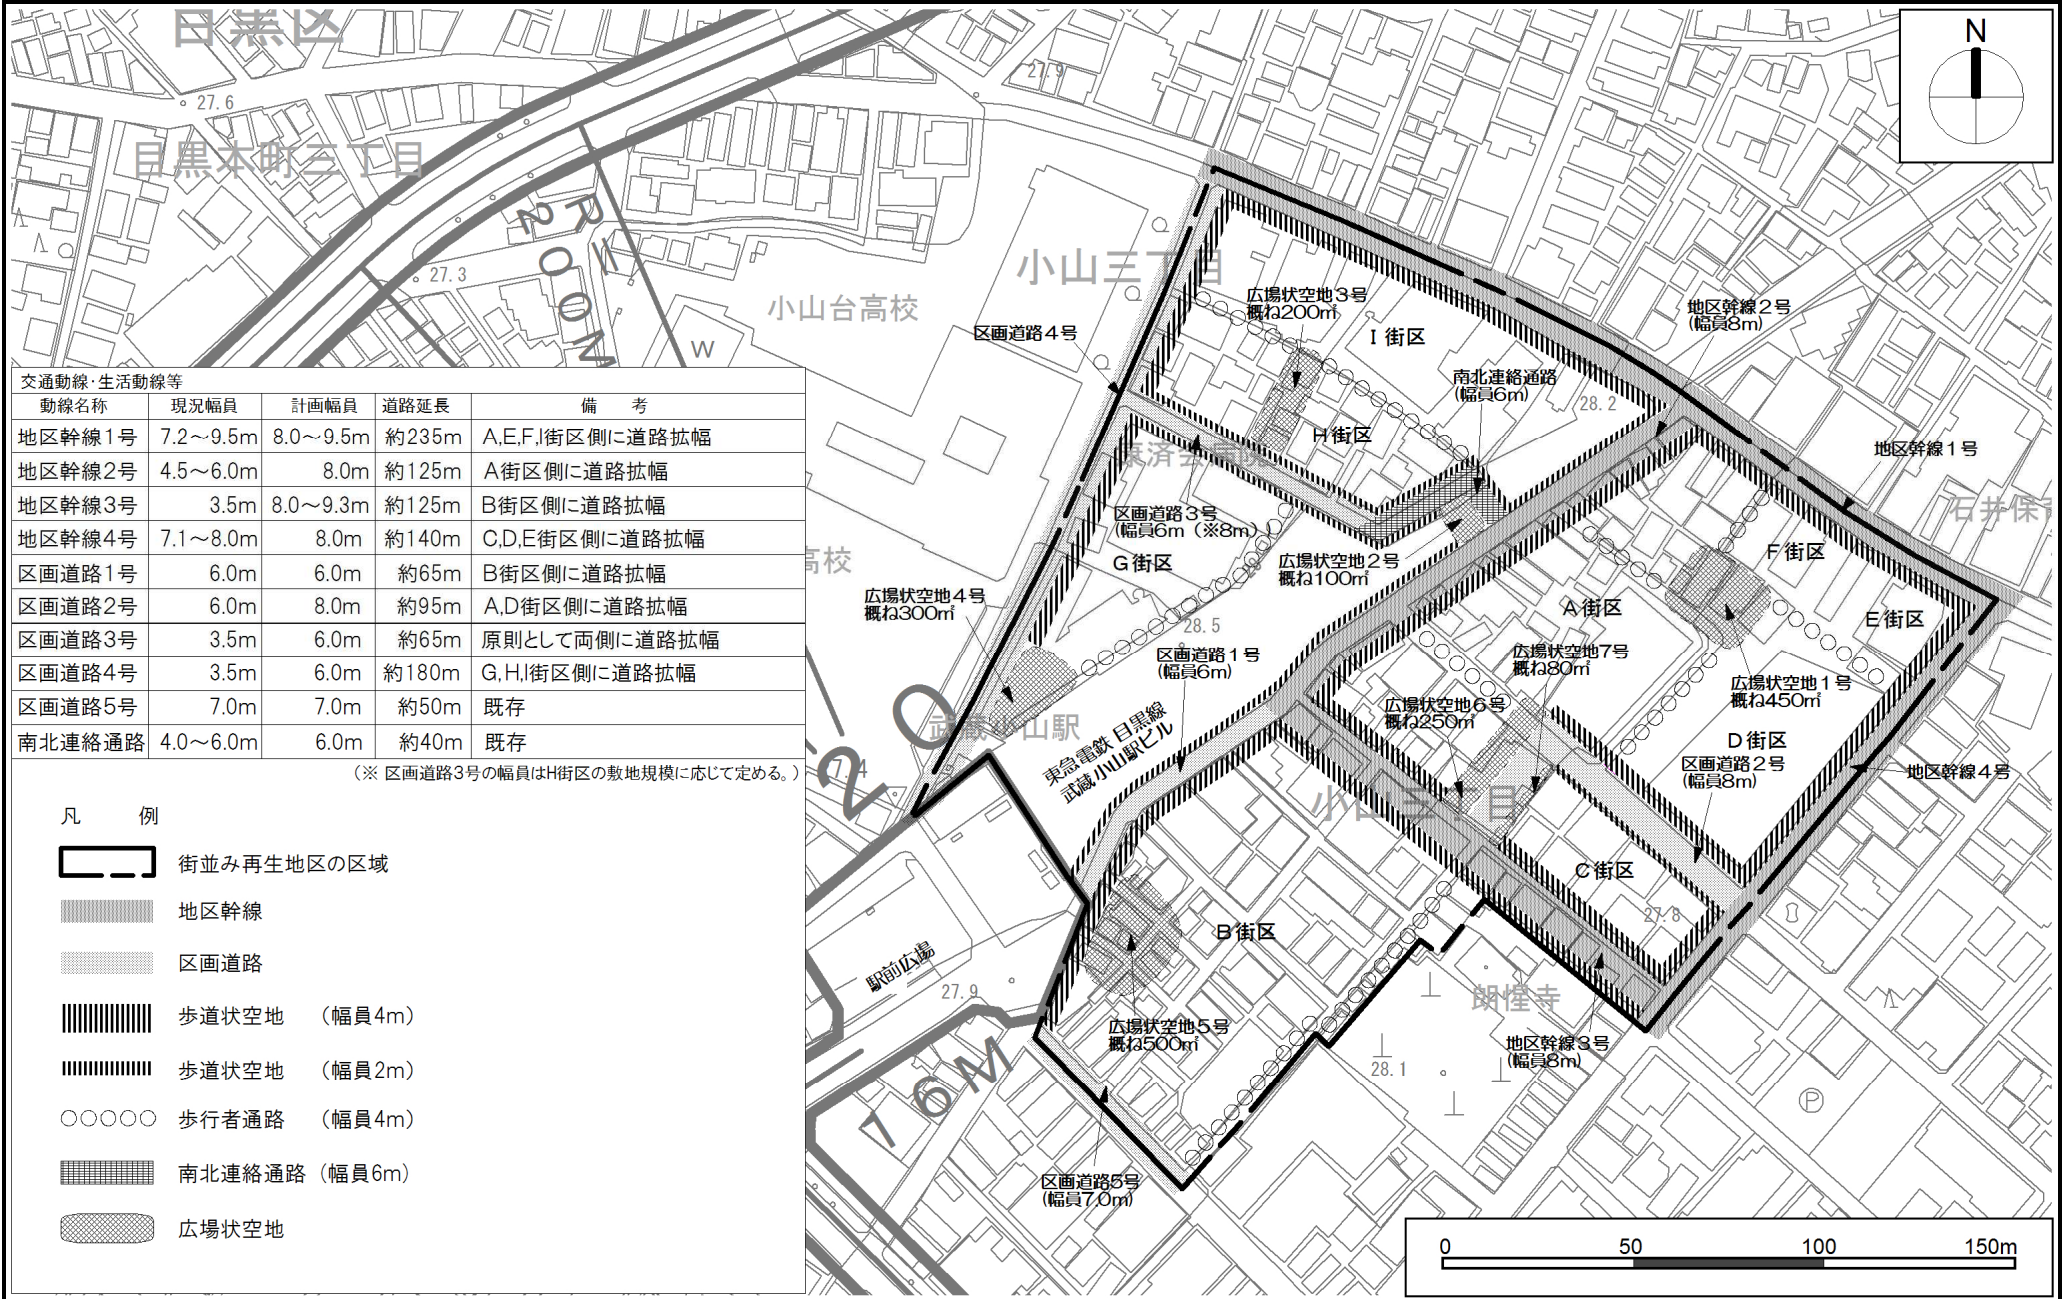 目黒区
27.6
目黒本町三丁目
27.3
R三
200M
27.9
N
小山三丁目
小山台高校
W
区画道路4号
広場状空地3号
概ね200㎡
I 街区
地区幹線2号
(幅員8m)
南北連絡通路
(幅員6m)
28.2
H街区
地区幹線1号
交通動線・生活動線等
動線名称 現況幅員 計画幅員 道路延長 備 考
地区幹線1号 7.2～9.5m 8.0～9.5m 約235m A,E,F,I街区側に道路拡幅
地区幹線2号 4.5～6.0m 8.0m 約125m A街区側に道路拡幅
地区幹線3号 3.5m 8.0～9.3m 約125m B街区側に道路拡幅
地区幹線4号 7.1～8.0m 8.0m 約140m C,D,E街区側に道路拡幅
区画道路1号 6.0m 6.0m 約65m B街区側に道路拡幅
区画道路2号 6.0m 8.0m 約95m A,D街区側に道路拡幅
区画道路3号 3.5m 6.0m 約65m 原則として両側に道路拡幅
区画道路4号 3.5m 6.0m 約180m G,H,I街区側に道路拡幅
区画道路5号 7.0m 7.0m 約50m 既存
南北連絡通路 4.0～6.0m 6.0m 約40m 既存
(※ 区画道路3号の幅員はH街区の敷地規模に応じて定める。)
凡 例
街並み再生地区の区域
地区幹線
区画道路
歩道状空地 (幅員4m)
歩道状空地 (幅員2m)
歩行者通路 (幅員4m)
南北連絡通路 (幅員6m)
広場状空地
高校
区画道路3号
(幅員6m (※8m)
G街区
広場状空地2号
概ね100㎡
広場状空地4号
概ね300㎡
28.5
区画道路1号
(幅員6m)
石井保
F街区
A街区
E街区
広場状空地7号
概ね80㎡
広場状空地1号
概ね450㎡
広場状空地6号
概ね250㎡
D街区
区画道路2号
(幅員8m)
地区幹線4号
武蔵小山駅
東急電鉄 目黒線
武蔵小山駅ビル
20
小山三丁目
C街区
27.8
B街区
駅前広場
27.9
朗惺寺
広場状空地5号
概ね500㎡
地区幹線3号
(幅員8m)
28.1
16M
P
区画道路5号
(幅員7.0m)
0 50 100 150m